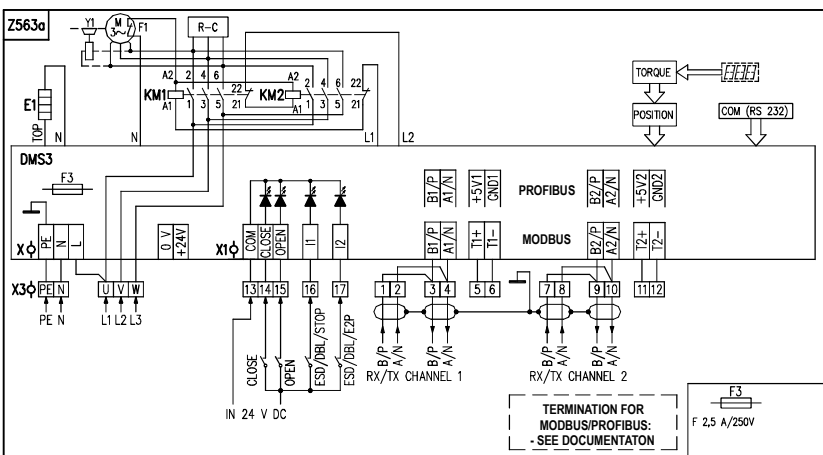 Z563a
Y1 M F1 R-C
A2 2 4 6 22 A2 2 4 6 22
KM1 A1 1 3 5 21 KM2 A1 1 3 5 21
E1
TOP N N L1 L2
TORQUE
POSITION COM (RS 232)
DMS3
F3
PROFIBUS
B1/P A1/N +5V1 GND1 B2/P A2/N +5V2 GND2
MODBUS
B1/P A1/N T1+ T1- B2/P A2/N T2+ T2-
X PE N L 0 V +24V X1 COM CLOSE OPEN I1 I2
X3 PE N U V W 13 14 15 16 17 1 2 3 4 5 6 7 8 9 10 11 12
PE N L1 L2 L3
CLOSE OPEN ESD/DBL/STOP ESD/DBL/E2P
B/P A/N B/P A/N B/P A/N B/P A/N
RX/TX CHANNEL 1 RX/TX CHANNEL 2
IN 24 V DC
TERMINATION FOR
MODBUS/PROFIBUS:
- SEE DOCUMENTATON
F3
F 2,5 A/250V